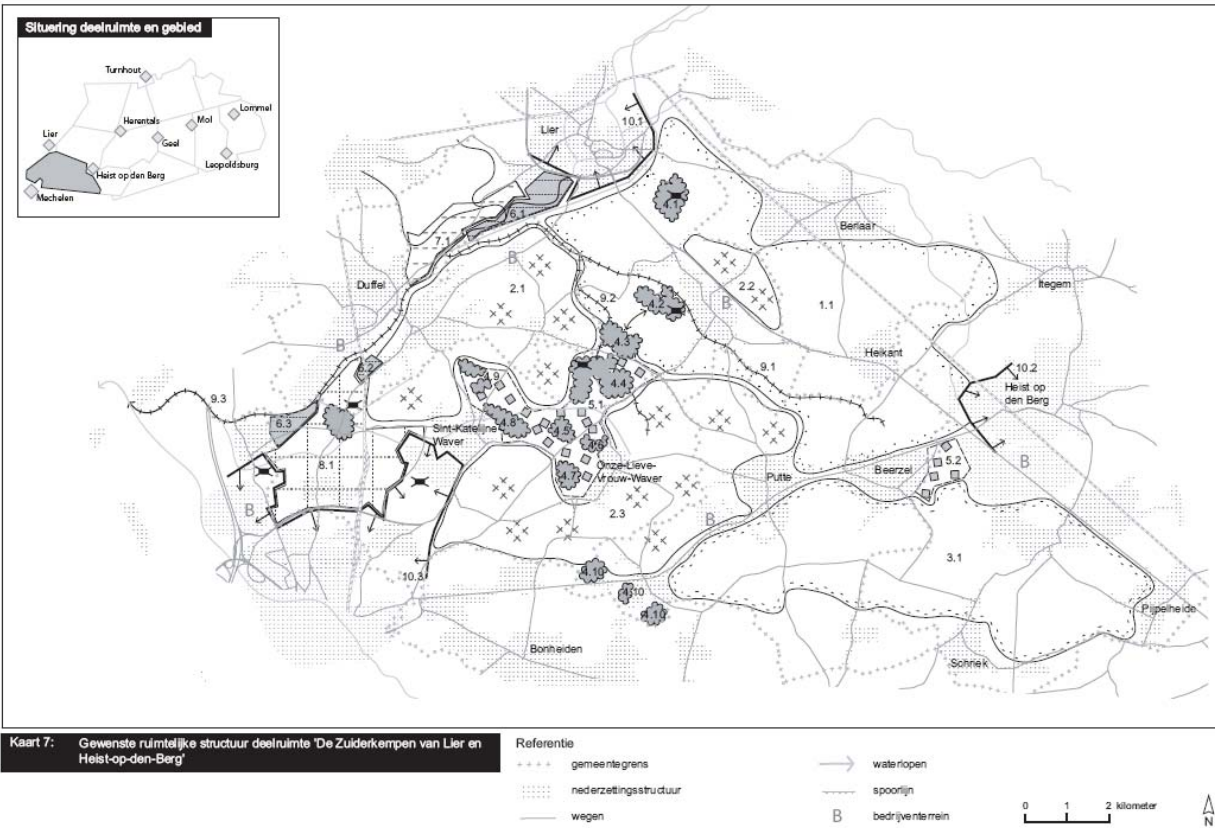 Situering deelruimte en gebied
Turnhout
Lommel
Herentals
Mol
Lier
Geel
Heist op den Berg
Leopoldsburg
Mechelen
10.1
Lier
4.1
6.1
Berlaar
7.1
B
2.2
Itegem
Duffel
2.1
9.2
4.2
B
1.1
4.3
B
Heikant
6.2
4.9
4.4
9.1
10.2
9.3
5.1
Heist op
den Berg
6.3
4.8
4.5
Sint-Katelijne
Waver
4.6
8.1
Onze-Lieve-
Vrouw-Waver
4.7
Beerzel
5.2
B
Putte
B
2.3
B
3.1
10.3
4.10
4.10
4.10
Pijpelheide
Bonheiden
Schriek
Kaart 7: Gewenste ruimtelijke structuur deelruimte 'De Zuiderkempen van Lier en
Heist-op-den-Berg'
Referentie
gemeentegrens
waterlopen
nederzettingsstructuur
spoorlijn
wegen
B bedrijventerrein
0 1 2 kilometer
N